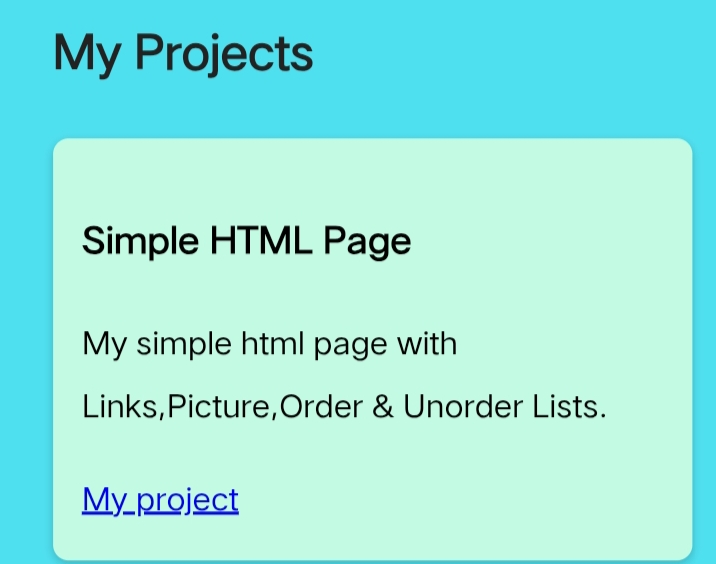 My Projects
Simple HTML Page
My simple html page with
Links,Picture,Order & Unorder Lists.
My project